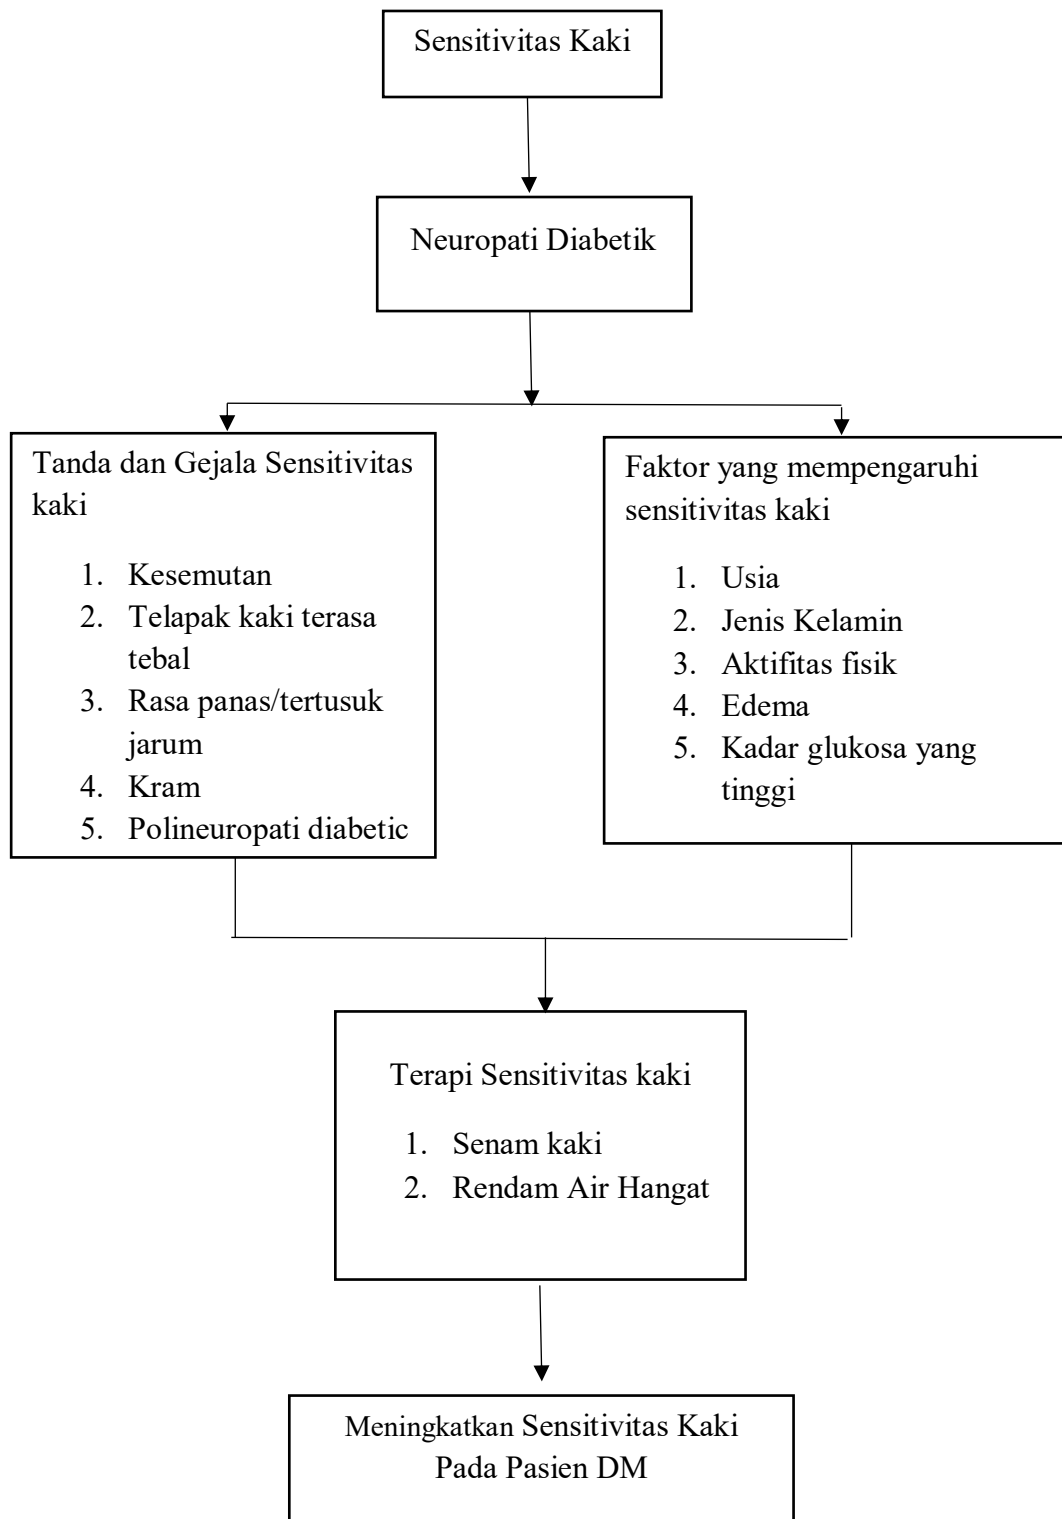 Sensitivitas Kaki
Neuropati Diabetik
Tanda dan Gejala Sensitivitas
kaki
1. Kesemutan
2. Telapak kaki terasa
tebal
3. Rasa panas/tertusuk
jarum
4. Kram
5. Polineuropati diabetic
Faktor yang mempengaruhi
sensitivitas kaki
1. Usia
2. Jenis Kelamin
3. Aktifitas fisik
4. Edema
5. Kadar glukosa yang
tinggi
Terapi Sensitivitas kaki
1. Senam kaki
2. Rendam Air Hangat
Meningkatkan Sensitivitas Kaki
Pada Pasien DM